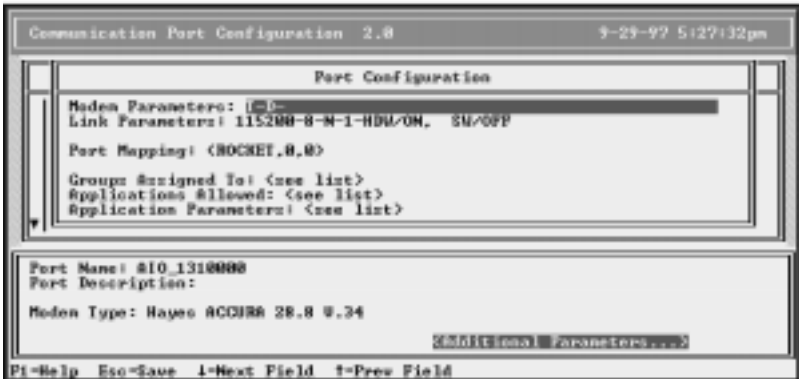 Communication Port Configuration 2.0 9-29-97 5:27:32pm
Port Configuration
Modem Parameters: I-D-
Link Parameters: 115200-8-N-1-HDW/ON, SW/OFF
Port Mapping: <ROCKET,0,0>
Groups Assigned To: <see list>
Applications Allowed: <see list>
Application Parameters: <see list>
Port Name: AIO_1310000
Port Description:
Modem Type: Hayes ACCURA 28.8 V.34
<Additional Parameters...>
F1=Help Esc=Save ↓=Next Field ↑=Prev Field